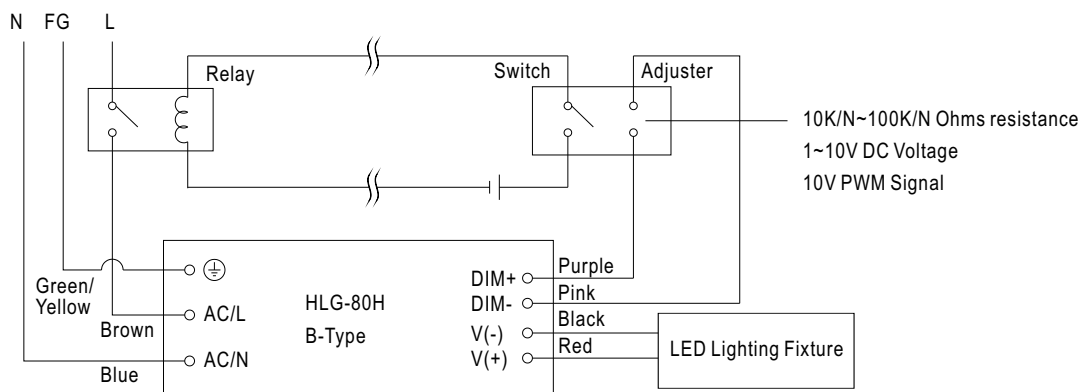 N FG L
Relay
Switch
Adjuster
10K/N~100K/N Ohms resistance
1~10V DC Voltage
10V PWM Signal
Green/
Yellow
Brown
Blue
AC/L
AC/N
HLG-80H
B-Type
DIM+
DIM-
V(-)
V(+)
Purple
Pink
Black
Red
LED Lighting Fixture